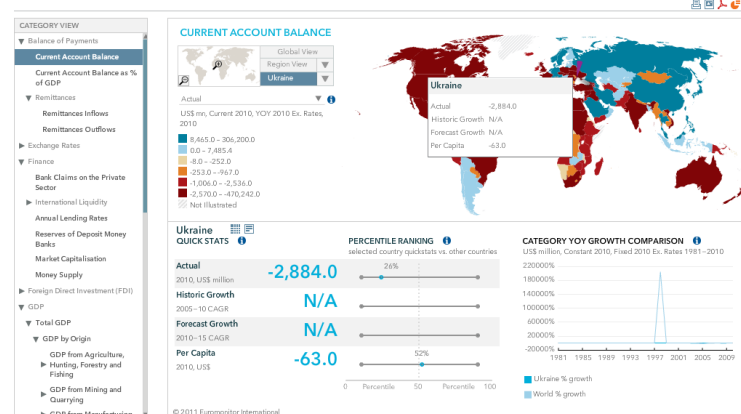 CATEGORY VIEW
Balance of Payments
Current Account Balance
Current Account Balance as %
of GDP
Remittances
Remittances Inflows
Remittances Outflows
Exchange Rates
Finance
Bank Claims on the Private
Sector
International Liquidity
Annual Lending Rates
Reserves of Deposit Money
Banks
Market Capitalisation
Money Supply
Foreign Direct Investment (FDI)
GDP
Total GDP
GDP by Origin
GDP from Agriculture,
Hunting, Forestry and
Fishing
GDP from Mining and
Quarrying
GDP from Manufacturing
CURRENT ACCOUNT BALANCE
Global View
Region View
Ukraine
Actual
US$ mn, Current 2010, YOY 2010 Ex. Rates,
2010
8,465.0 - 306,200.0
0.0 - 7,485.4
-8.0 - -252.0
-253.0 - -967.0
-1,006.0 - -2,536.0
-2,570.0 - -470,242.0
Not Illustrated
Ukraine
Actual -2,884.0
Historic Growth N/A
Forecast Growth N/A
Per Capita -63.0
Ukraine
QUICK STATS
Actual
2010, US$ million
-2,884.0
Historic Growth
2005-10 CAGR
N/A
Forecast Growth
2010-15 CAGR
N/A
Per Capita
2010, US$
-63.0
PERCENTILE RANKING
selected country quickstats vs. other countries
26%
52%
0 Percentile 50 Percentile 100
CATEGORY YOY GROWTH COMPARISON
US$ million, Constant 2010, Fixed 2010 Ex. Rates 1981-2010
220000%
180000%
140000%
100000%
60000%
20000%
-20000%
1981 1985 1989 1993 1997 2001 2005 2009
Ukraine % growth
World % growth
© 2011 Euromonitor International